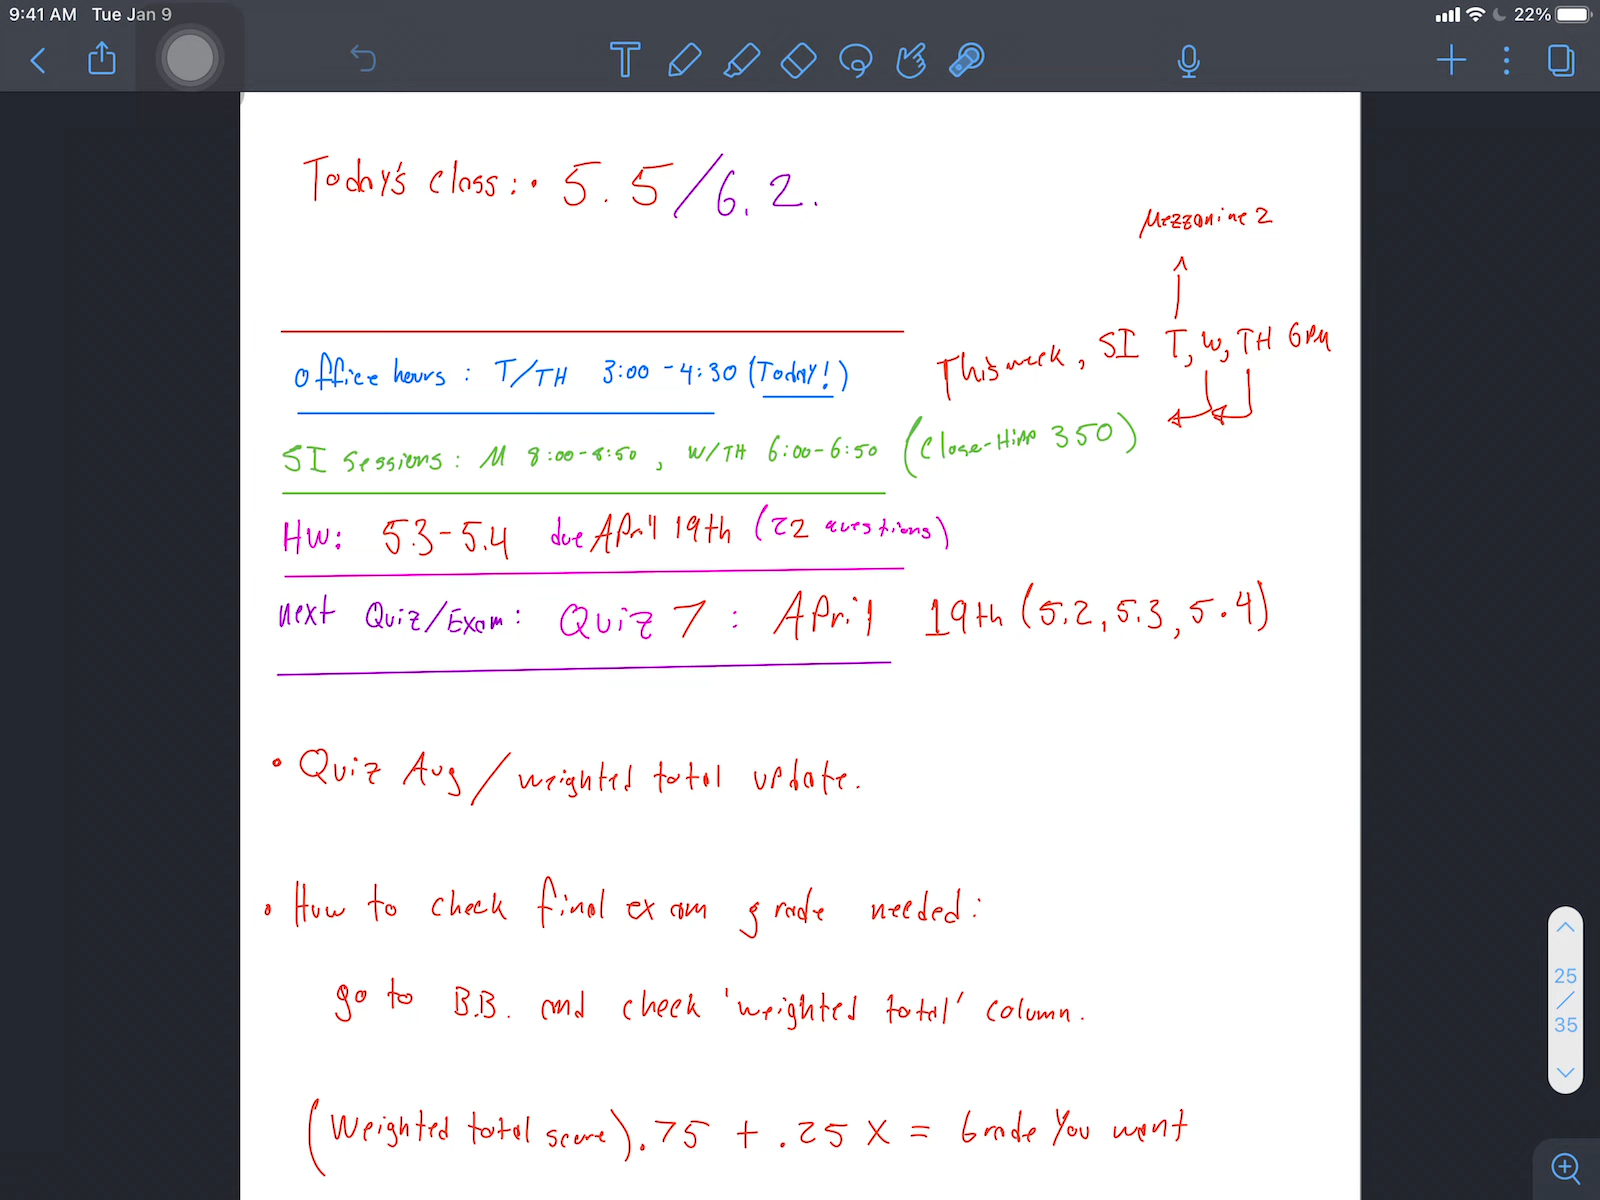 9:41 AM Tue Jan 9
22%
Today's class: • 5.5/6.2.
Mezzanine 2
This week, SI T, W, TH 6PM
office hours : T/TH 3:00 - 4:30 (Today!)
SI Sessions : M 8:00-8:50 , W/TH 6:00-6:50 (Close-Hipp 350)
HW: 5.3-5.4 due April 19th (22 questions)
next Quiz/Exam : Quiz 7 : April 19th (5.2, 5.3, 5.4)
• Quiz Avg / weighted total update.
• How to check final exam grade needed:
go to B.B. and check 'weighted total' column.
(Weighted total score).75 + .25 X = Grade You want
25
/
35